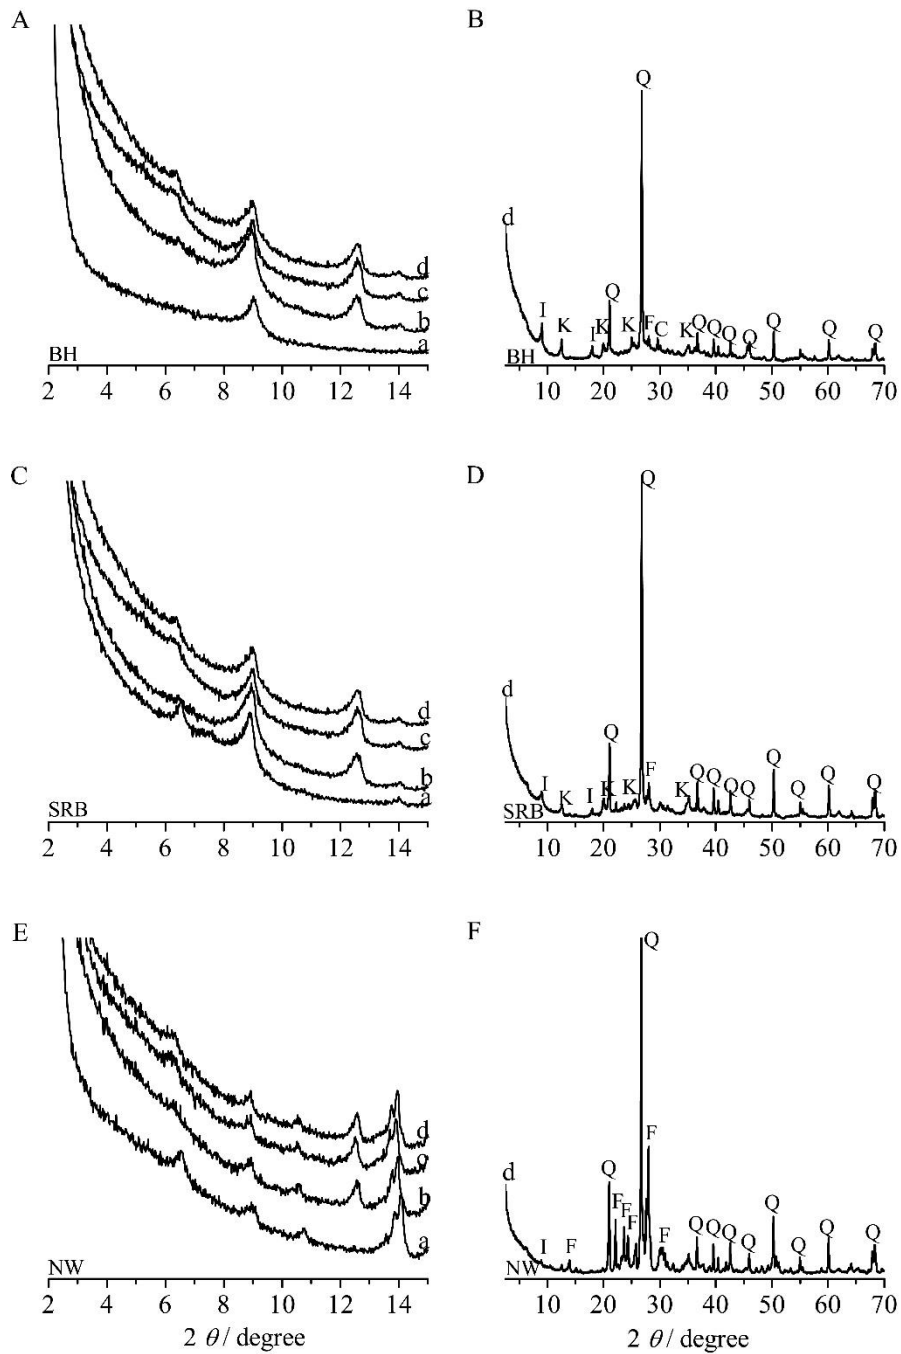 A
d
c
b
a
BH
2 4 6 8 10 12 14
B
Q
d
I K I K Q K F C K Q Q Q Q Q Q Q
BH
10 20 30 40 50 60 70
C
d
c
b
a
SRB
2 4 6 8 10 12 14
D
Q
d
I K I K Q K F K Q Q Q Q Q Q Q Q
SRB
10 20 30 40 50 60 70
E
d
c
b
a
NW
2 4 6 8 10 12 14
2 θ / degree
F
Q
d
I F Q F F F F F Q Q Q Q Q Q Q Q
NW
10 20 30 40 50 60 70
2 θ / degree